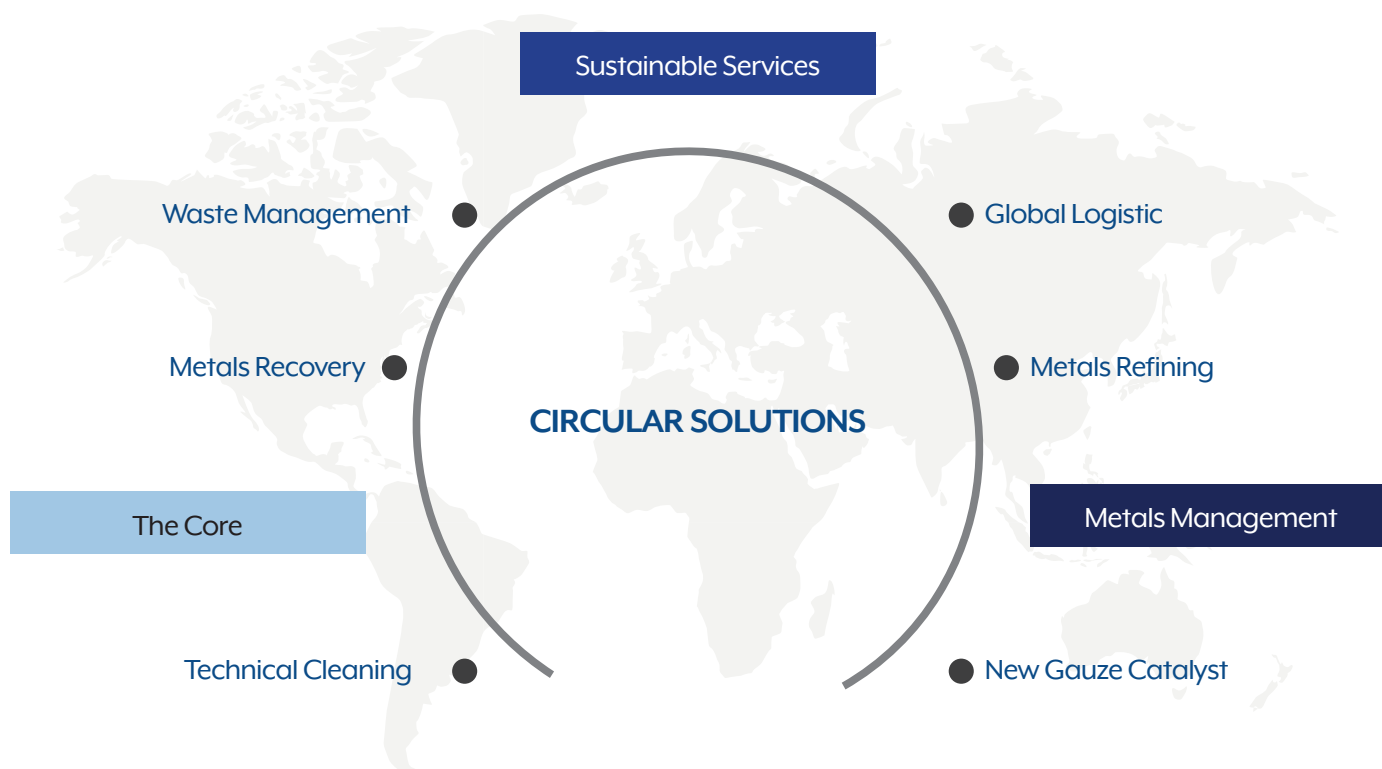 Sustainable Services
Waste Management
Global Logistic
Metals Recovery
Metals Refining
CIRCULAR SOLUTIONS
The Core
Metals Management
Technical Cleaning
New Gauze Catalyst